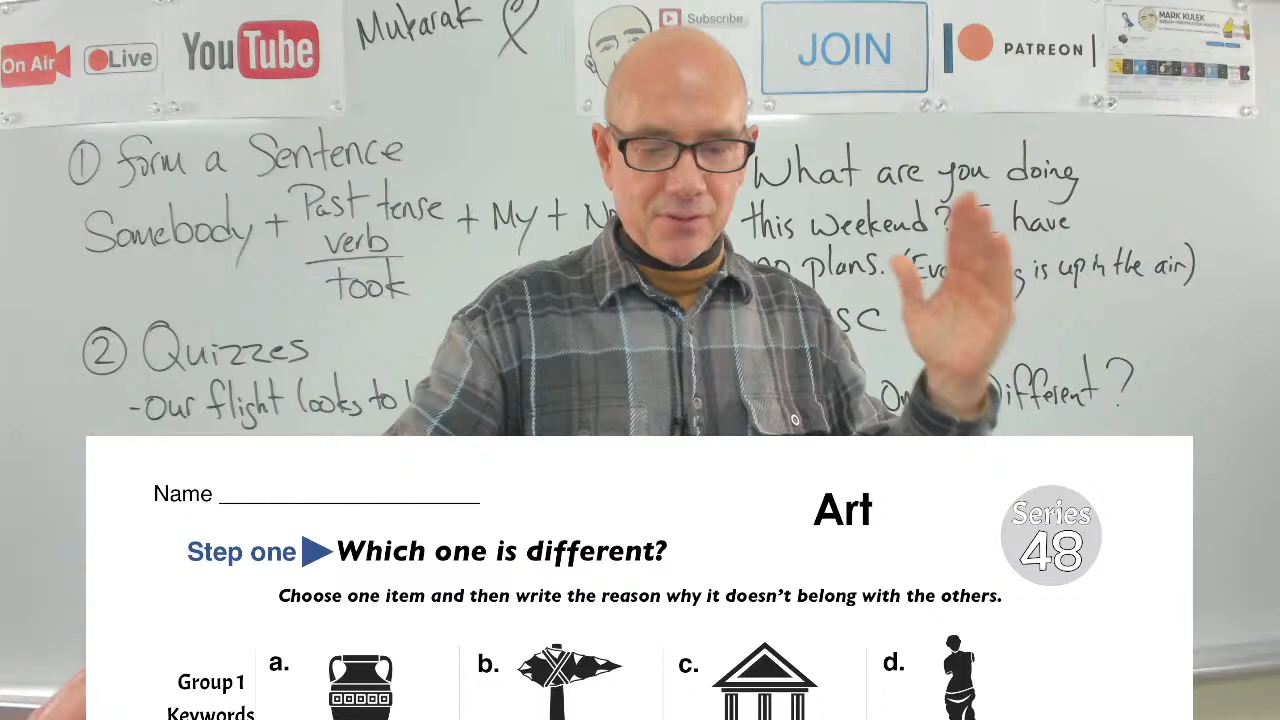 On Air
Live
YouTube
Mubarak
Subscribe
JOIN
PATREON
MARK KULEK
① Form a Sentence
Somebody + Past tense + My +
verb
took
② Quizzes
- Our flight looks to
What are you doing
this weekend? I have
no plans. ( is up in the air)
Different?
Name
Art
Series
48
Step one Which one is different?
Choose one item and then write the reason why it doesn't belong with the others.
a.
b.
c.
d.
Group 1
Keywords